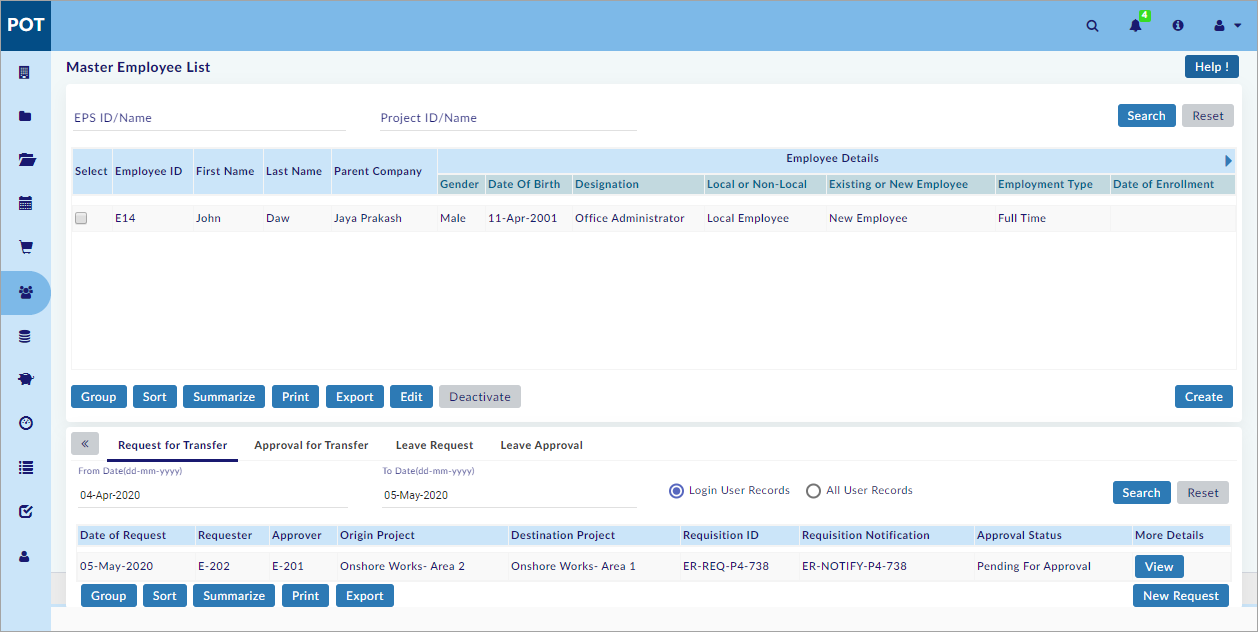 POT
4
Master Employee List
Help !
EPS ID/Name Project ID/Name Search Reset
Employee Details
Select Employee ID First Name Last Name Parent Company
Gender Date Of Birth Designation Local or Non-Local Existing or New Employee Employment Type Date of Enrollment
E14 John Daw Jaya Prakash Male 11-Apr-2001 Office Administrator Local Employee New Employee Full Time
Group Sort Summarize Print Export Edit Deactivate Create
« Request for Transfer Approval for Transfer Leave Request Leave Approval
From Date(dd-mm-yyyy) To Date(dd-mm-yyyy)
04-Apr-2020 05-May-2020 Login User Records All User Records Search Reset
Date of Request Requester Approver Origin Project Destination Project Requisition ID Requisition Notification Approval Status More Details
05-May-2020 E-202 E-201 Onshore Works- Area 2 Onshore Works- Area 1 ER-REQ-P4-738 ER-NOTIFY-P4-738 Pending For Approval View
Group Sort Summarize Print Export New Request